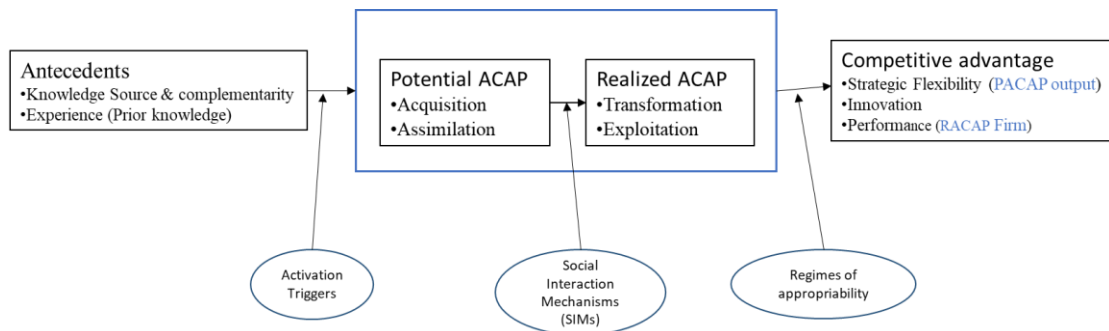 Antecedents
•Knowledge Source & complementarity
•Experience (Prior knowledge)
Potential ACAP
•Acquisition
•Assimilation
Realized ACAP
•Transformation
•Exploitation
Competitive advantage
•Strategic Flexibility (PACAP output)
•Innovation
•Performance (RACAP Firm)
Activation
Triggers
Social
Interaction
Mechanisms
(SIMs)
Regimes of
appropriability